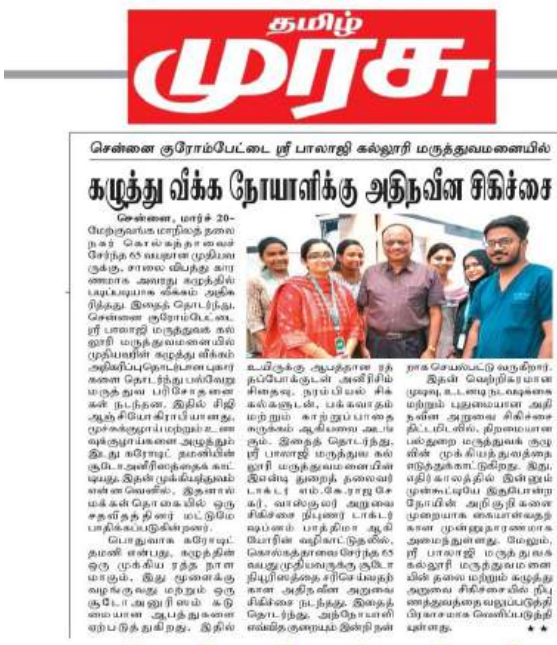 தமிழ்
முரசு
சென்னை குரோம்பேட்டை ஸ்ரீ பாலாஜி கல்லூரி மருத்துவமனையில்
கழுத்து வீக்க நோயாளிக்கு அதிநவீன சிகிச்சை
சென்னை, மார்ச் 20-
மேற்குவங்க மாநிலத் தலை
நகர் கொல்கத்தாவைச்
சேர்ந்த 65 வயதான முதியவ
ருக்கு, சாலை விபத்து கார
ணமாக அவரது கழுத்தில்
படிப்படியாக வீக்கம் அதிக
ரித்தது. இதைத் தொடர்ந்து,
சென்னை குரோம்பேட்டை
ஸ்ரீ பாலாஜி மருத்துவக் கல்
லூரி மருத்துவமனையில்
முதியவரின் கழுத்து வீக்கம்
அதிகரிப்பு தொடர்பான புகார்
களை தொடர்ந்து பல்வேறு
மருத்துவ பரிசோதனை
கள் நடந்தன. இதில் சிஜி
ஆஞ்சியோகிராபியானது,
மூச்சுக்குழாய் மற்றும் உண
வுக்குழாய்களை அழுத்தும்
இடது கரோடிட் தமனியின்
சூடோஅனீரிஸத்தைக் காட்
டியது. இதன் முக்கியத்துவம்
என்னவெனில், இதனால்
மக்கள் தொகையில் ஒரு
சதவீதத்தினர் மட்டுமே
பாதிக்கப்படுகின்றனர்.
பொதுவாக கரோடிட்
தமனி என்பது, கழுத்தின்
ஒரு முக்கிய ரத்த நாள
மாகும். இது மூளைக்கு
வழங்குவது மற்றும் ஒரு
சூடோஅனுரிஸம் கடு
மையான ஆபத்துகளை
ஏற்படுத்துகிறது. இதில்
உயிருக்கு ஆபத்தான ரத்
தப்போக்குடன் அனீரிசிம்
சிதைவு, நரம்பியல் சிக்
கல்களுடன், பக்கவாதம்
மற்றும் காற்றுப்பாதை
சுருக்கம் ஆகியவை அடங்
கும். இதைத் தொடர்ந்து,
ஸ்ரீ பாலாஜி மருத்துவ கல்
லூரி மருத்துவமனையின்
இஎன்டி துறைத் தலைவர்
டாக்டர் எம்.கே.ராஜசே
கர், வாஸ்குலர் அறுவை
சிகிச்சை நிபுணர் டாக்டர்
ஷப்னம் பாத்திமா ஆகி
யோரின் வழிகாட்டுதலில்,
கொல்கத்தாவை சேர்ந்த 65
வயது முதியவருக்கு சூடோ
நியூரிஸத்தை சரிசெய்வதற்
கான அதிநவீன அறுவை
சிகிச்சை நடந்தது. இதைத்
தொடர்ந்து, அந்நோயாளி
எவ்வித குறையும் இன்றி நன்
றாக செயல்பட்டு வருகிறார்.
இதன் வெற்றிகரமான
முடிவு, உடனடி நடவடிக்கை
மற்றும் புதுமையான அதி
நவீன அறுவை சிகிச்சை
திட்டமிடலில், திறமையான
பல்துறை மருத்துவக் குழு
வின் முக்கியத்துவத்தை
எடுத்துக்காட்டுகிறது. இது,
எதிர்காலத்தில் இன்னும்
முன்கூட்டியே இதுபோன்ற
நோயின் அறிகுறிகளை
முறையாக கையாள்வதற்
கான முன்னுதாரணமாக
அமைந்துள்ளது. மேலும்,
ஸ்ரீ பாலாஜி மருத்துவக்
கல்லூரி மருத்துவமனை
யின் தலை மற்றும் கழுத்து
அறுவை சிகிச்சையில் நிபு
ணத்துவத்தை வலுப்படுத்தி
பிரகாசமாக வெளிப்படுத்தி
யுள்ளது. **